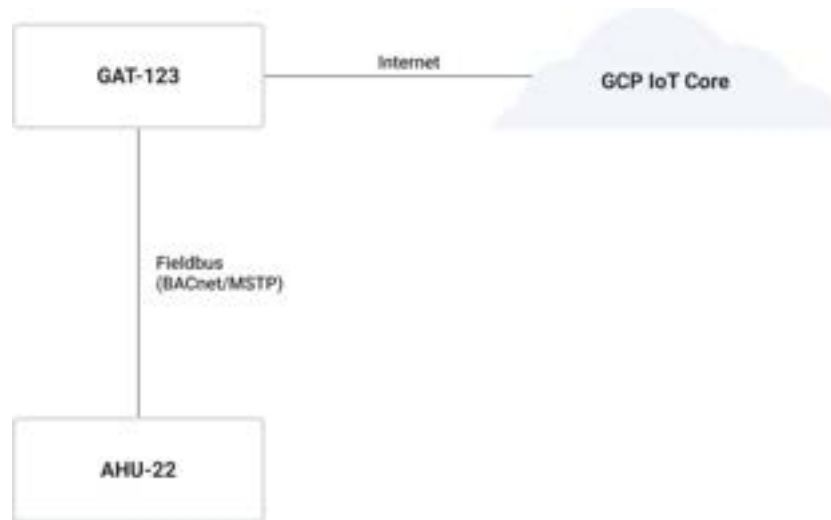 GAT-123
Internet
GCP IoT Core
Fieldbus
(BACnet/MSTP)
AHU-22